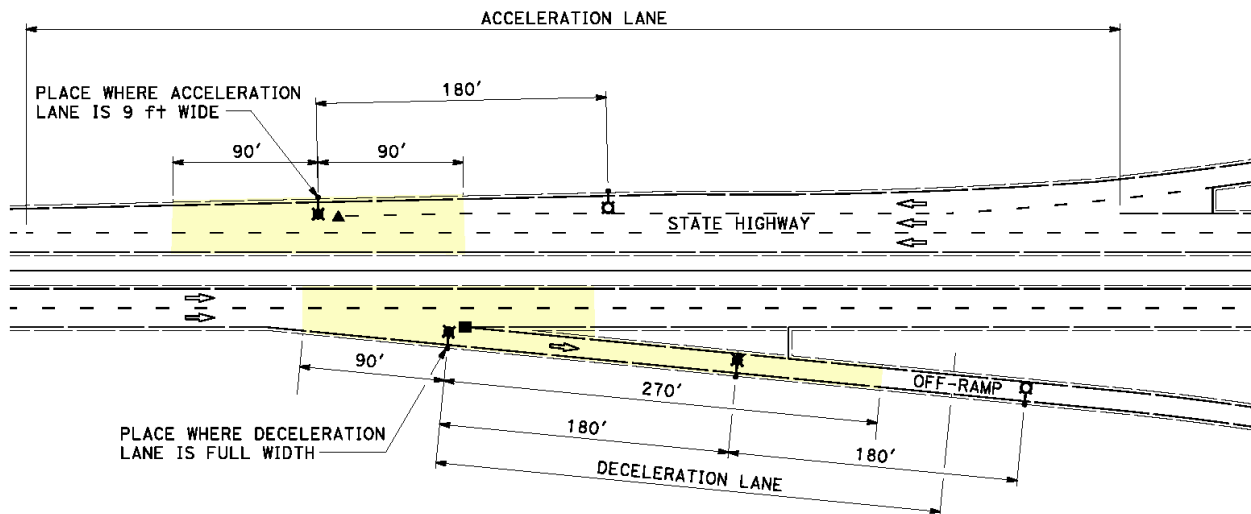 ACCELERATION LANE
PLACE WHERE ACCELERATION
LANE IS 9 ft WIDE
180'
90'
90'
STATE HIGHWAY
90'
270'
OFF-RAMP
PLACE WHERE DECELERATION
LANE IS FULL WIDTH
180'
180'
DECELERATION LANE